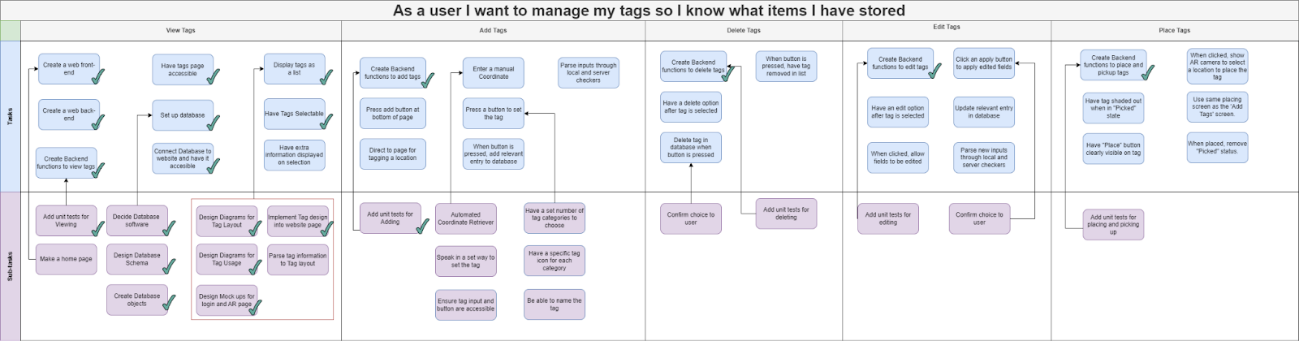 As a user I want to manage my tags so I know what items I have stored
View Tags
Add Tags
Delete Tags
Edit Tags
Place Tags
Tasks
Create a web front-
end
Have tags page
accessible
Display tags as
a list
Create a web back-
end
Set up database
Have Tags Selectable
Create Backend
functions to view tags
Connect Database to
website and have it
accesible
Have extra
information displayed
on selection
Create Backend
functions to add tags
Enter a manual
Coordinate
Parse inputs through
local and server
checkers
Press add button at
bottom of page
Press a button to set
the tag
Direct to page for
tagging a location
When button is
pressed, add relevant
entry to database
Create Backend
functions to delete tags
When button is
pressed, have tag
removed in list
Have a delete option
after tag is selected
Delete tag in
database when
button is pressed
Create Backend
functions to edit tags
Click an apply button
to apply edited fields
Have an edit option
after tag is selected
Update relevant entry
in database
When clicked, allow
fields to be edited
Parse new inputs
through local and
server checkers
Create Backend
functions to place and
pickup tags
When clicked, show
AR camera to select
a location to place the
tag
Have tag shaded out
when in "Picked"
state
Use same placing
screen as the 'Add
Tags' screen.
Have "Place" button
clearly visible on tag
When placed, remove
"Picked" status
Sub-tasks
Add unit tests for
Viewing
Decide Database
software
Design Diagrams for
Tag Layout
Implement Tag design
into website page
Make a home page
Design Database
Schema
Design Diagrams for
Tag Usage
Parse tag information
to Tag layout
Create Database
objects
Design Mock ups for
login and AR page
Add unit tests for
Adding
Automated
Coordinate Retriever
Have a set number of
tag categories to
choose
Speak in a set way to
set the tag
Have a specific tag
icon for each
category
Enure tag input and
button are accessible
Be able to name the
tag
Confirm choice to
user
Add unit tests for
deleting
Add unit tests for
editing
Confirm choice to
user
Add unit tests for
placing and picking
up